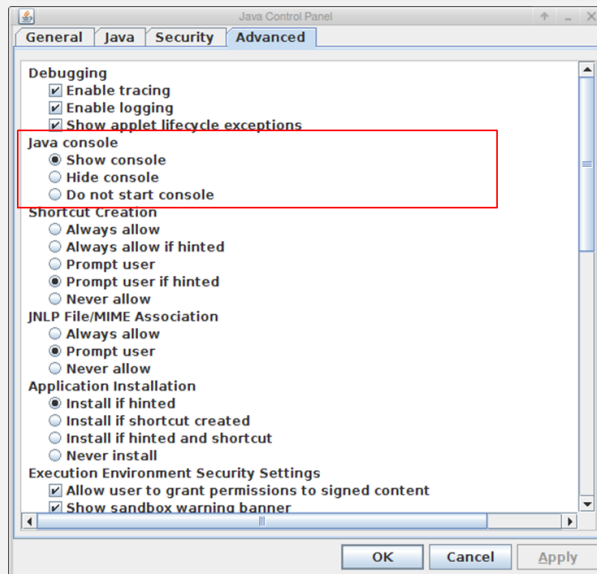 Java Control Panel
General Java Security Advanced
Debugging
Enable tracing
Enable logging
Show applet lifecycle exceptions
Java console
Show console
Hide console
Do not start console
Shortcut Creation
Always allow
Always allow if hinted
Prompt user
Prompt user if hinted
Never allow
JNLP File/MIME Association
Always allow
Prompt user
Never allow
Application Installation
Install if hinted
Install if shortcut created
Install if hinted and shortcut
Never install
Execution Environment Security Settings
Allow user to grant permissions to signed content
Show sandbox warning banner
OK Cancel Apply